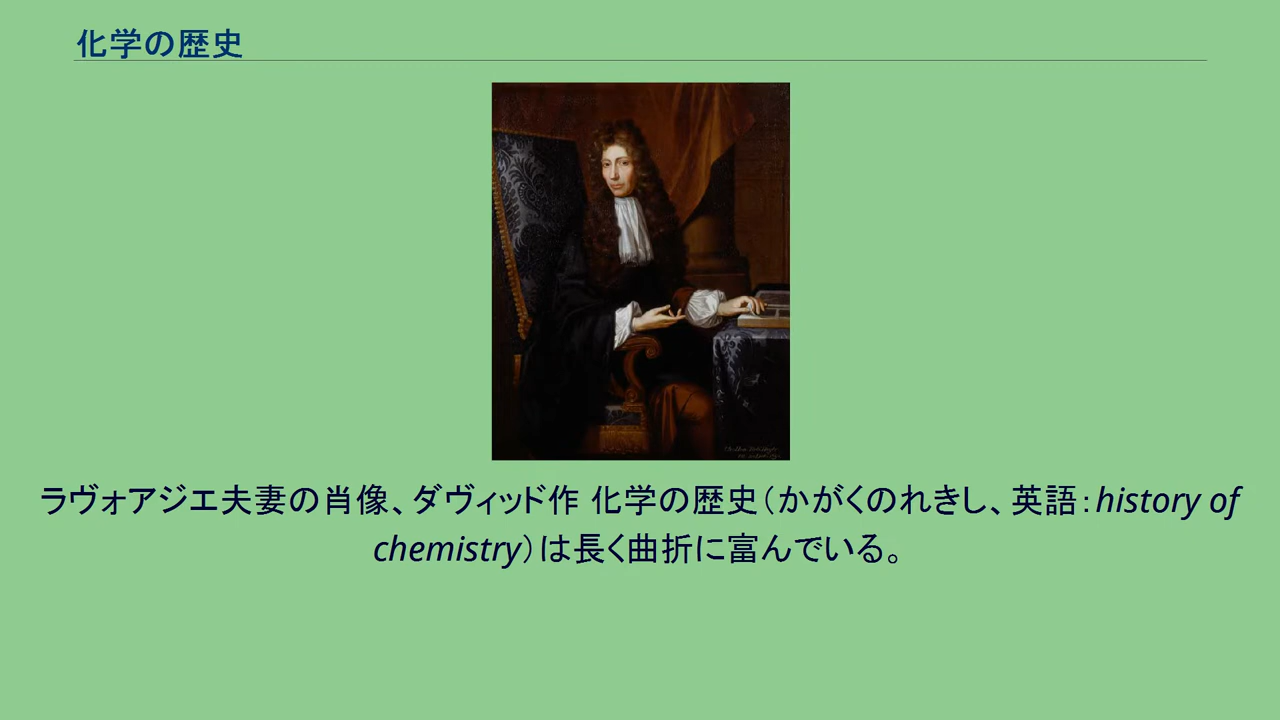 化学の歴史
ラヴォアジエ夫妻の肖像、ダヴィッド作 化学の歴史（かがくのれきし、英語：history of
chemistry）は長く曲折に富んでいる。